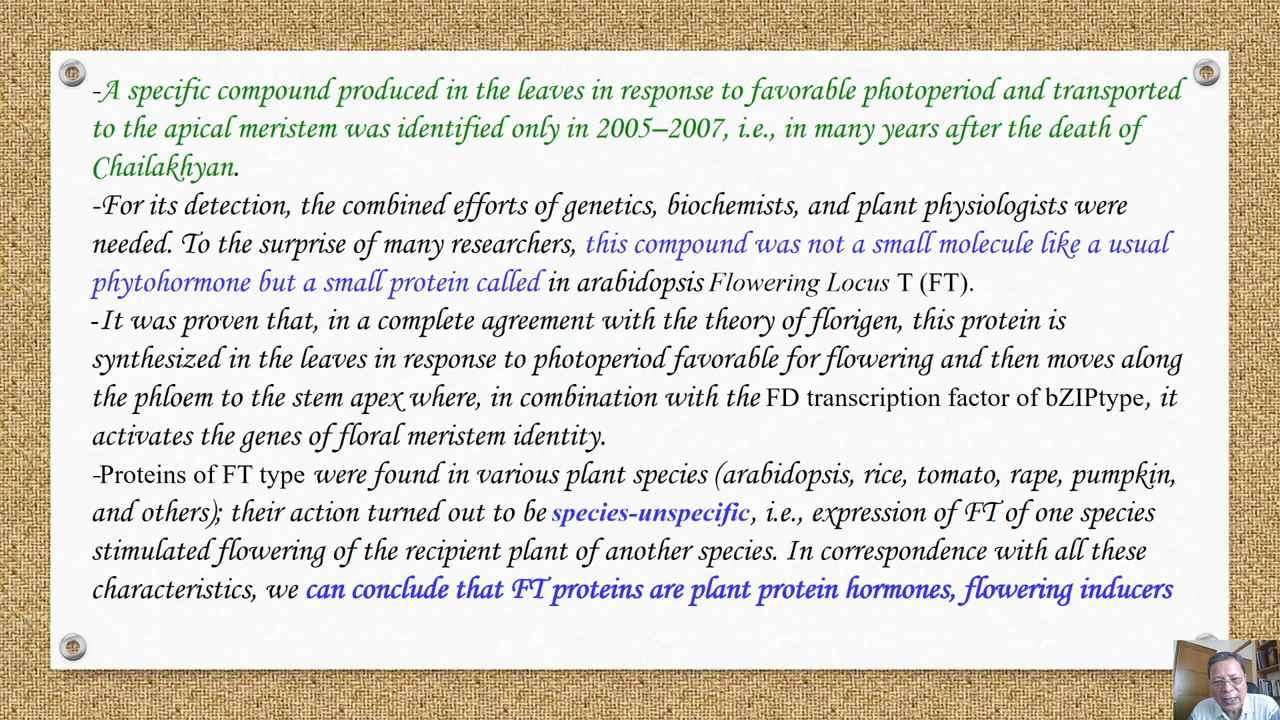 -A specific compound produced in the leaves in response to favorable photoperiod and transported
to the apical meristem was identified only in 2005–2007, i.e., in many years after the death of
Chailakhyan.
-For its detection, the combined efforts of genetics, biochemists, and plant physiologists were
needed. To the surprise of many researchers, this compound was not a small molecule like a usual
phytohormone but a small protein called in arabidopsis Flowering Locus T (FT).
-It was proven that, in a complete agreement with the theory of florigen, this protein is
synthesized in the leaves in response to photoperiod favorable for flowering and then moves along
the phloem to the stem apex where, in combination with the FD transcription factor of bZIPtype, it
activates the genes of floral meristem identity.
-Proteins of FT type were found in various plant species (arabidopsis, rice, tomato, rape, pumpkin,
and others); their action turned out to be species-unspecific, i.e., expression of FT of one species
stimulated flowering of the recipient plant of another species. In correspondence with all these
characteristics, we can conclude that FT proteins are plant protein hormones, flowering inducers